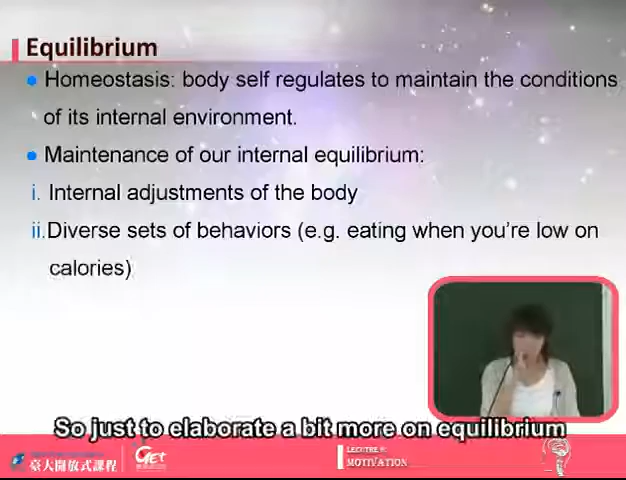 Equilibrium
Homeostasis: body self regulates to maintain the conditions
of its internal environment.
Maintenance of our internal equilibrium:
i. Internal adjustments of the body
ii.Diverse sets of behaviors (e.g. eating when you're low on
calories)
So just to elaborate a bit more on equilibrium
臺大開放式課程
GET
LECTURE 9:
MOTIVATION